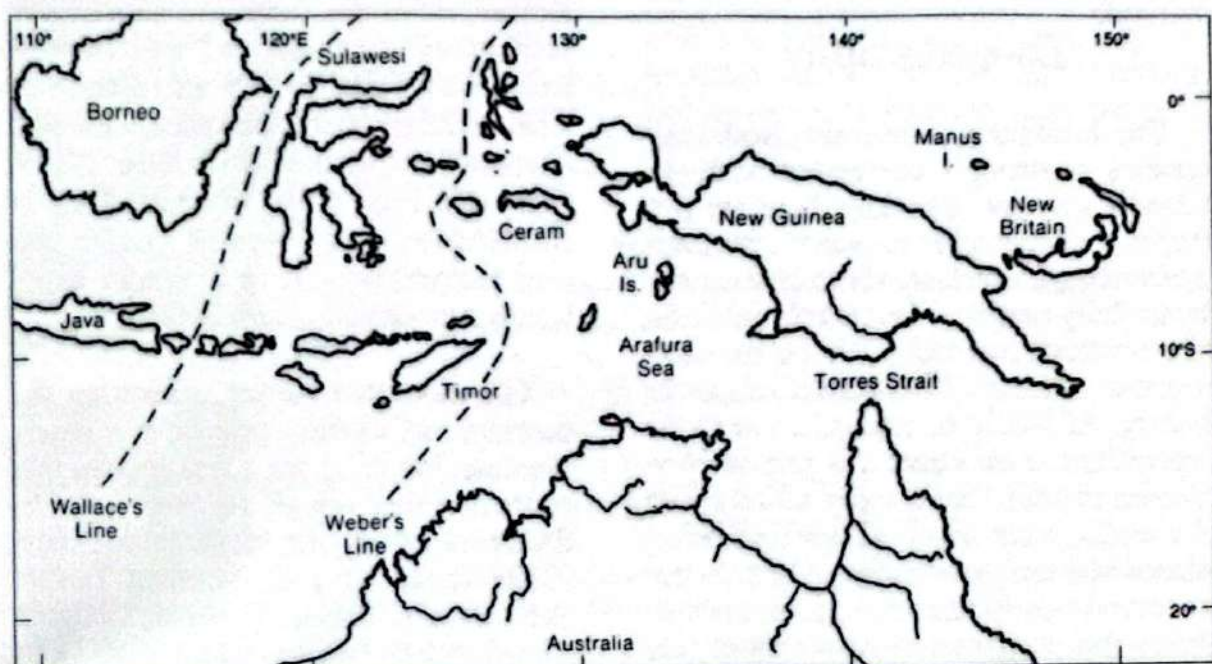 110°
120°E
130°
140°
150°
Sulawesi
Borneo
0°
Manus
I.
New Guinea
New
Britain
Ceram
Aru
Is.
Java
Arafura
Sea
10°S
Timor
Torres Strait
Wallace's
Line
Weber's
Line
20°
Australia